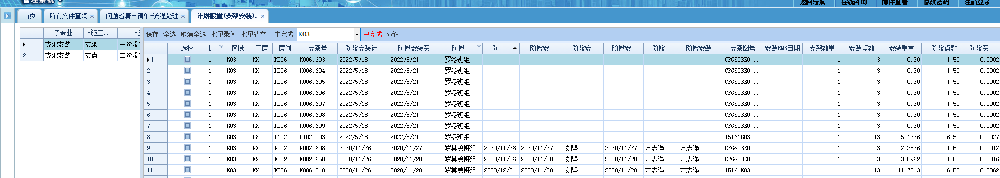 管理系统
返回导航 在线咨询 邮件查看 修改密码 注销登录
首页 所有文件查询 × 问题澄清申请单-流程处理 × 计划报量(支架安装). ×
子专业 *施工...
1 支架安装 支架 一阶段安
2 支架安装 支点 二阶段安
保存 全选 取消全选 批量录入 批量清空 未完成 K03 已完成 查询
选择 区域 厂房 房间 支架号 一阶段安装计... 一阶段安装实... 一阶段... 一阶... 一阶段安... 一阶段安... 一阶段安... 一阶段... 一阶段安装... 支架图号 安装EMR日期 支架数量 安装点数 安装重量 一阶段点数 一阶段实...
1 1 K03 KX K006 K006.603 2022/5/18 2022/5/21 罗冬班组 CPGS03K0... 1 3 0.30 1.50 0.0002
2 1 K03 KX K006 K006.604 2022/5/18 2022/5/21 罗冬班组 CPGS03K0... 1 3 0.30 1.50 0.0002
3 1 K03 KX K006 K006.605 2022/5/18 2022/5/21 罗冬班组 CPGS03K0... 1 3 0.30 1.50 0.0002
4 1 K03 KX K006 K006.606 2022/5/18 2022/5/21 罗冬班组 CPGS03K0... 1 3 0.30 1.50 0.0002
5 1 K03 KX K006 K006.607 2022/5/18 2022/5/21 罗冬班组 CPGS03K0... 1 3 0.30 1.50 0.0002
6 1 K03 KX K006 K006.608 2022/5/18 2022/5/21 罗冬班组 CPGS03K0... 1 3 0.30 1.50 0.0002
7 1 K03 KX K006 K006.609 2022/5/18 2022/5/21 罗冬班组 CPGS03K0... 1 3 0.30 1.50 0.0002
8 1 K03 KX K102 K102.003 2022/5/18 2022/5/21 罗冬班组 15161K03... 1 13 5.1336 6.50 0.0027
9 1 K03 KX K002 K002.608 2020/11/26 2020/11/27 罗其勇班组 2020/11/26 2020/11/27 刘坚 2020/11/27 方志强 方志强 CPGS03K0... 1 3 2.3526 1.50 0.0012
10 1 K03 KX K002 K002.650 2020/11/26 2020/11/28 罗其勇班组 2020/11/26 2020/11/28 刘坚 2020/11/28 方志强 方志强 CPGS03K0... 1 3 3.0962 1.50 0.0016
11 1 K03 KX K006 K006.010 2020/11/26 2020/11/28 罗其勇班组 2020/12/3 2020/11/28 刘坚 2020/11/28 方志强 方志强 15161K03... 1 13 11.7013 6.50 0.0062